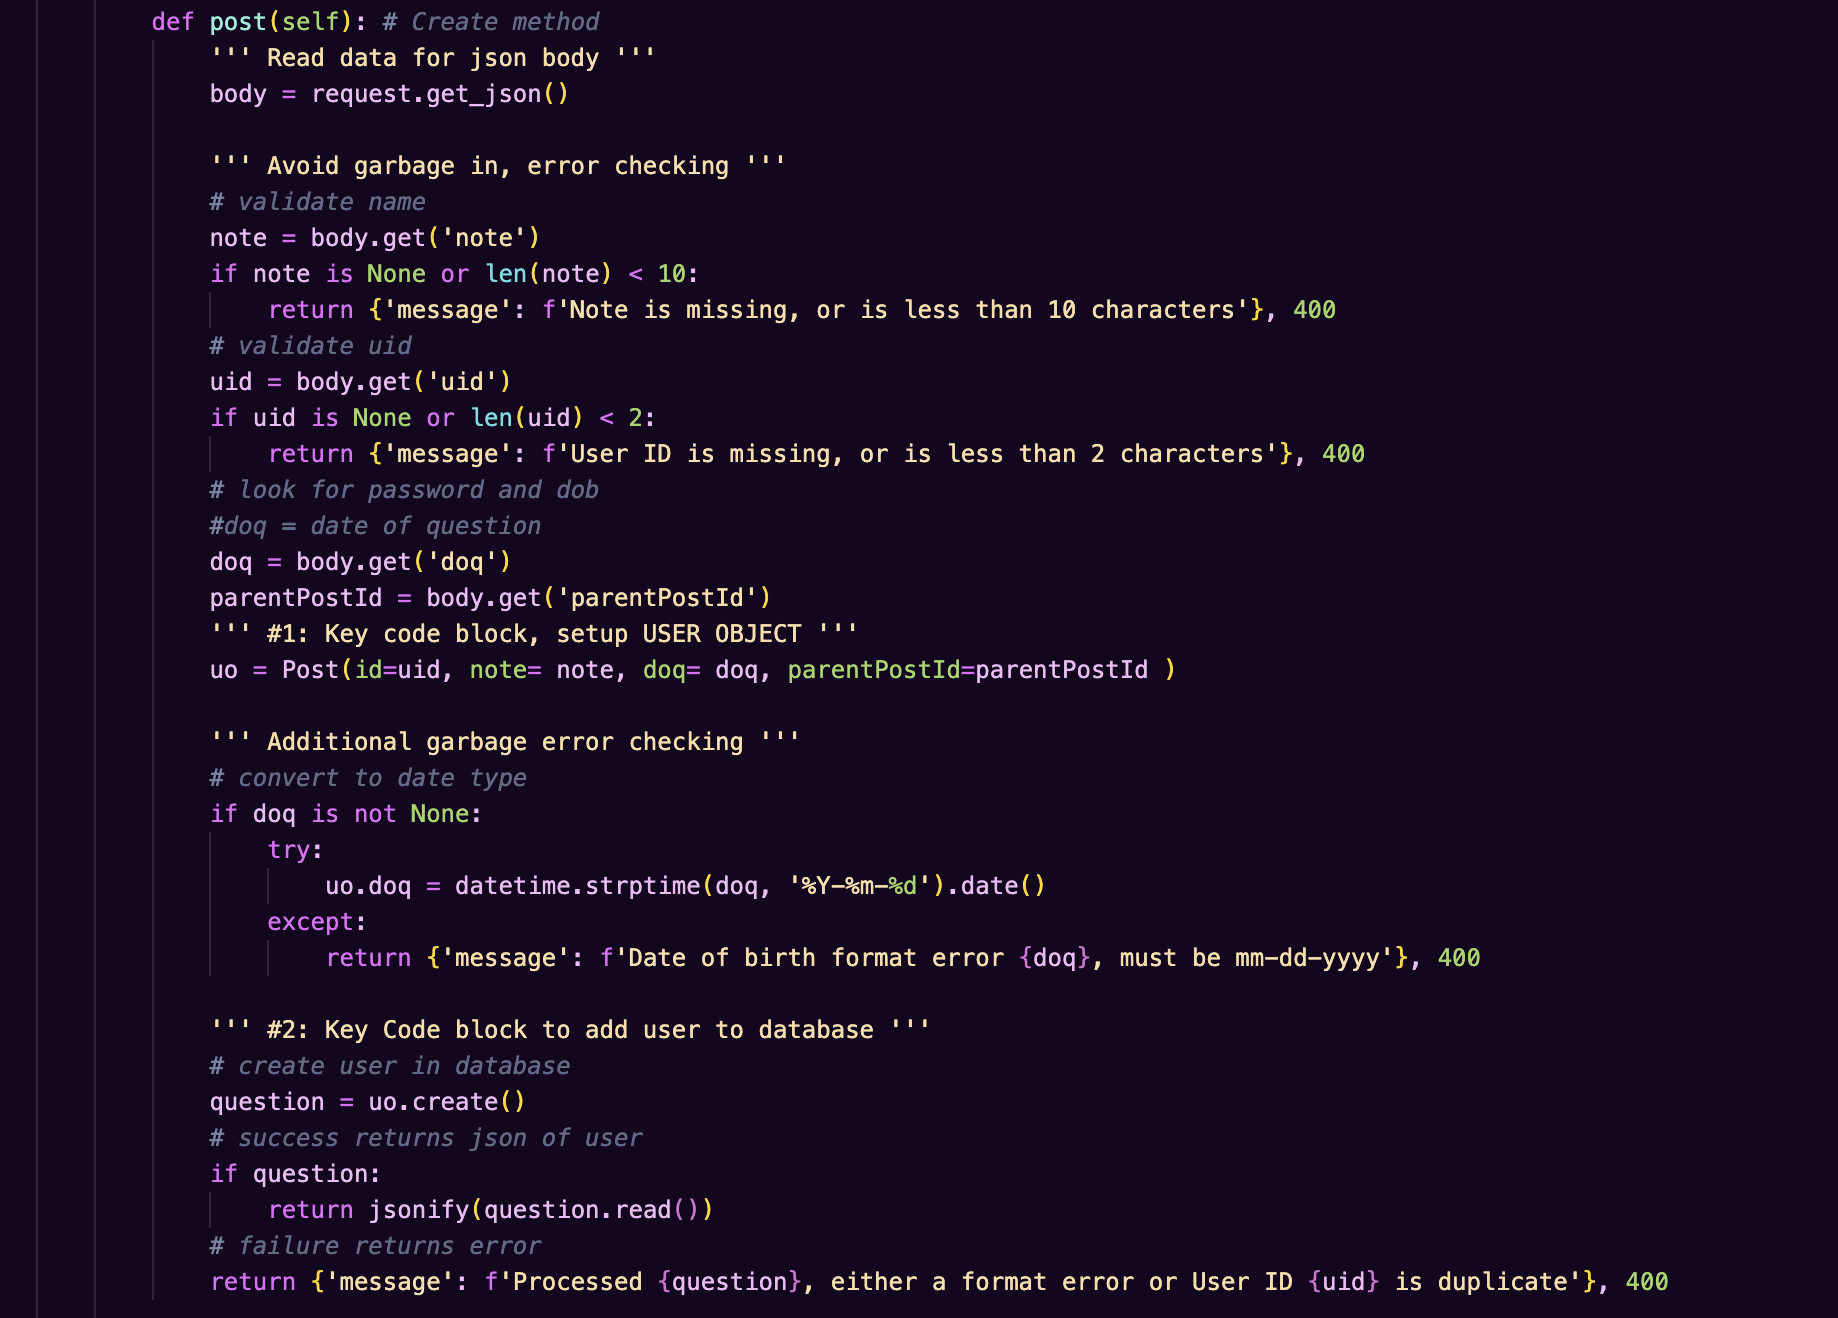 def post(self): # Create method
''' Read data for json body '''
body = request.get_json()
''' Avoid garbage in, error checking '''
# validate name
note = body.get('note')
if note is None or len(note) < 10:
return {'message': f'Note is missing, or is less than 10 characters'}, 400
# validate uid
uid = body.get('uid')
if uid is None or len(uid) < 2:
return {'message': f'User ID is missing, or is less than 2 characters'}, 400
# look for password and dob
#doq = date of question
doq = body.get('doq')
parentPostId = body.get('parentPostId')
''' #1: Key code block, setup USER OBJECT '''
uo = Post(id=uid, note= note, doq= doq, parentPostId=parentPostId )
''' Additional garbage error checking '''
# convert to date type
if doq is not None:
try:
uo.doq = datetime.strptime(doq, '%Y-%m-%d').date()
except:
return {'message': f'Date of birth format error {doq}, must be mm-dd-yyyy'}, 400
''' #2: Key Code block to add user to database '''
# create user in database
question = uo.create()
# success returns json of user
if question:
return jsonify(question.read())
# failure returns error
return {'message': f'Processed {question}, either a format error or User ID {uid} is duplicate'}, 400